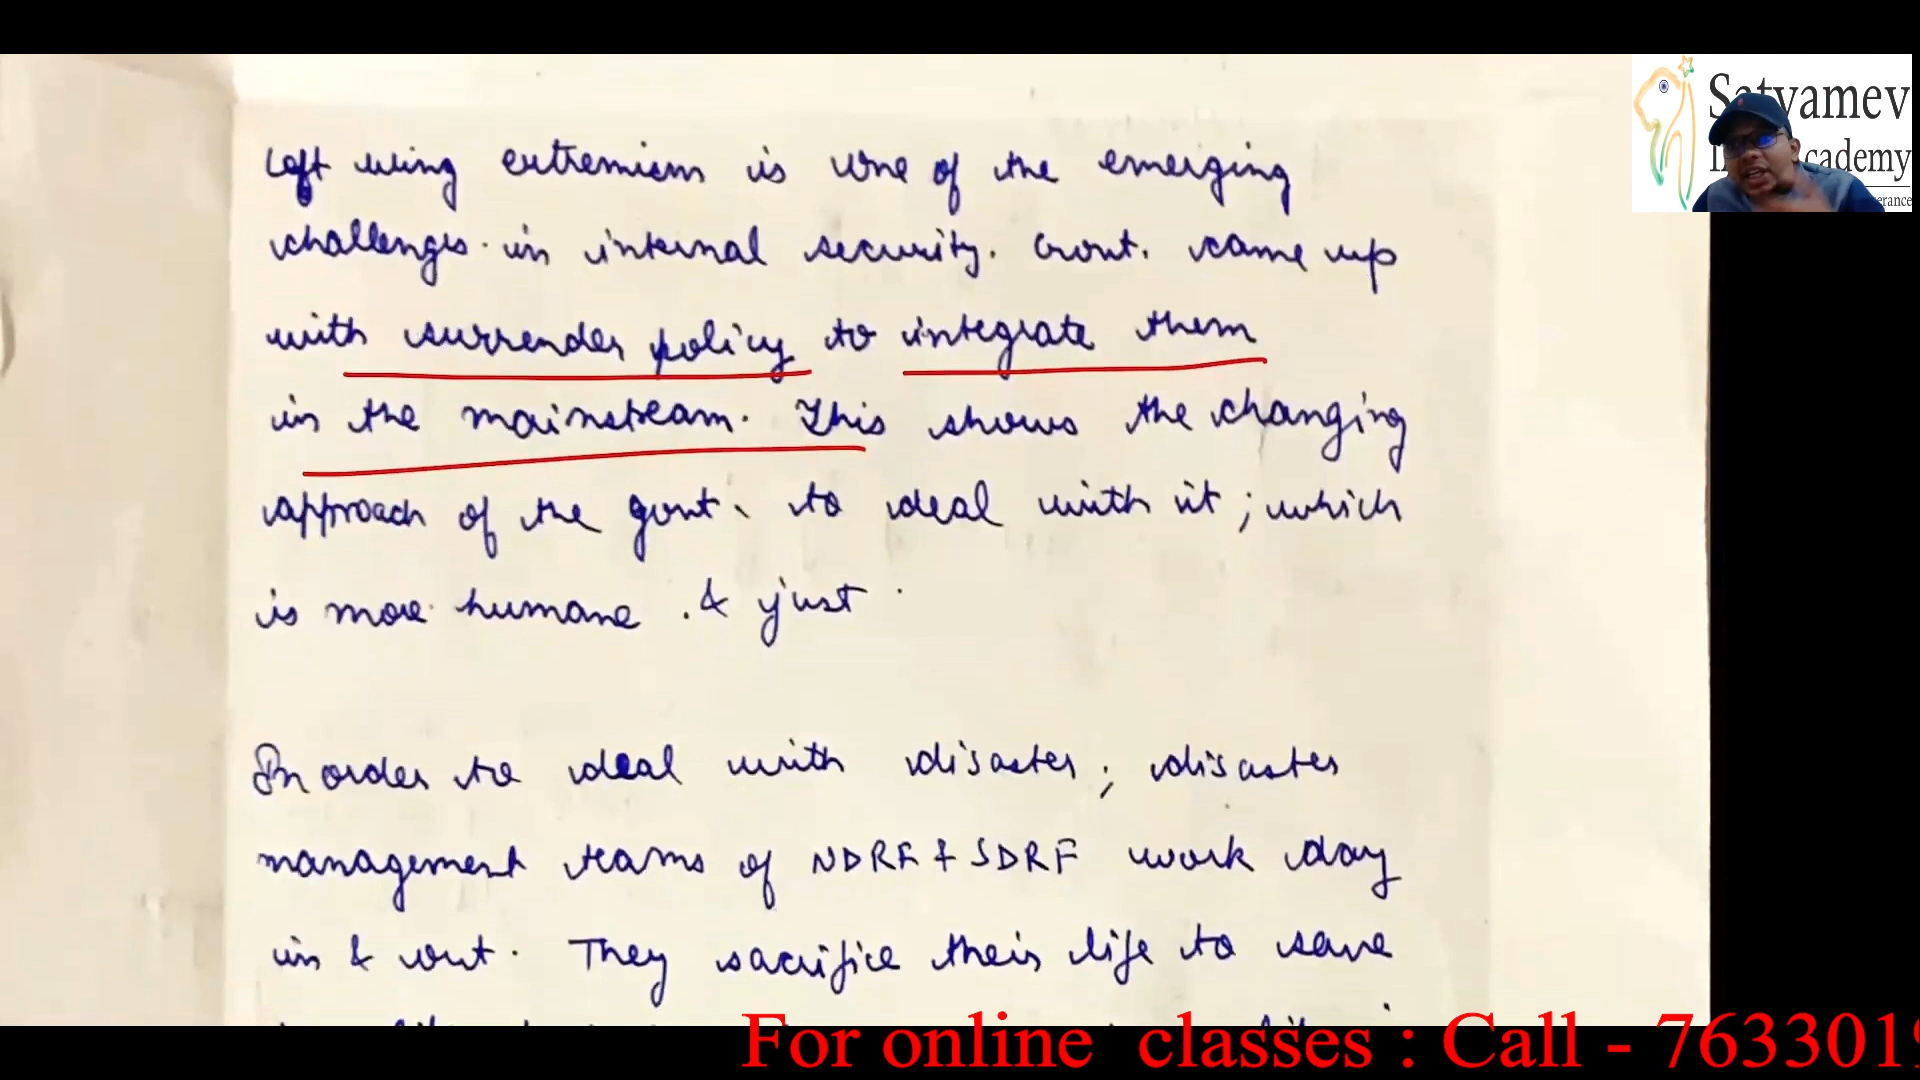 Left wing extremism is one of the emerging
challenges in internal security. Govt. came up
with surrender policy to integrate them
in the mainstream. This shows the changing
approach of the govt. to deal with it; which
is more humane & just.
In order to deal with disaster; disaster
management teams of NDRF & SDRF work day
in & out. They sacrifice their life to save
Satyamev
cademy
erance
For online classes : Call - 763301